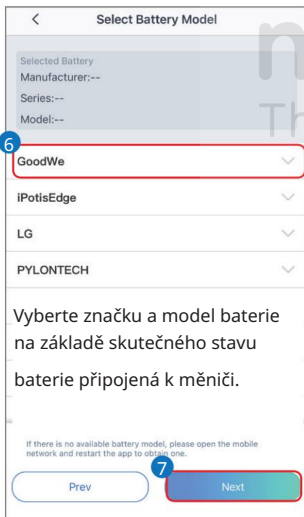 < Select Battery Model
Selected Battery
Manufacturer:--
Series:--
Model:--
6
GoodWe
iPotisEdge
LG
PYLONTECH
Vyberte značku a model baterie
na základě skutečného stavu
baterie připojená k měniči.
If there is no available battery model, please open the mobile
network and restart the app to obtain one.
7
Prev Next